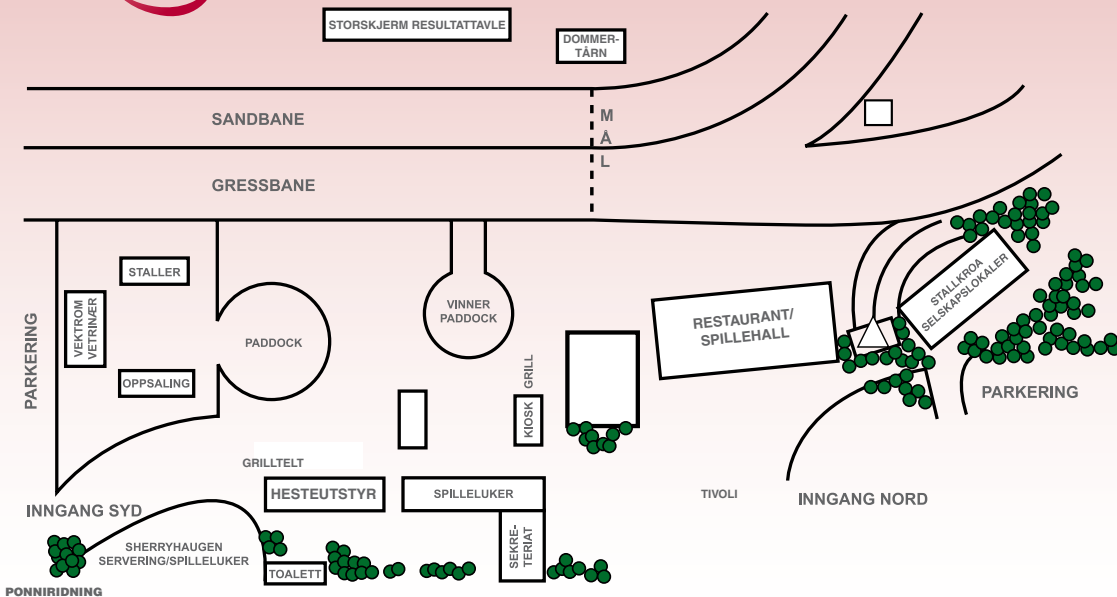 STORSKJERM RESULTATTAVLE
DOMMER-
TÅRN
SANDBANE
MÅL
GRESSBANE
STALLER
VEKTROM
VETRINÆR
PARKERING
OPPSALING
PADDOCK
VINNER
PADDOCK
RESTAURANT/
SPILLEHALL
STALLKROA
SELSKAPSLOKALER
PARKERING
GRILL
KIOSK
GRILLTELT
HESTEUTSTYR
SPILLELUKER
TIVOLI
INNGANG NORD
INNGANG SYD
SEKRE-
TERIAT
SHERRYHAUGEN
SERVERING/SPILLELUKER
TOALETT
PONNIRIDNING